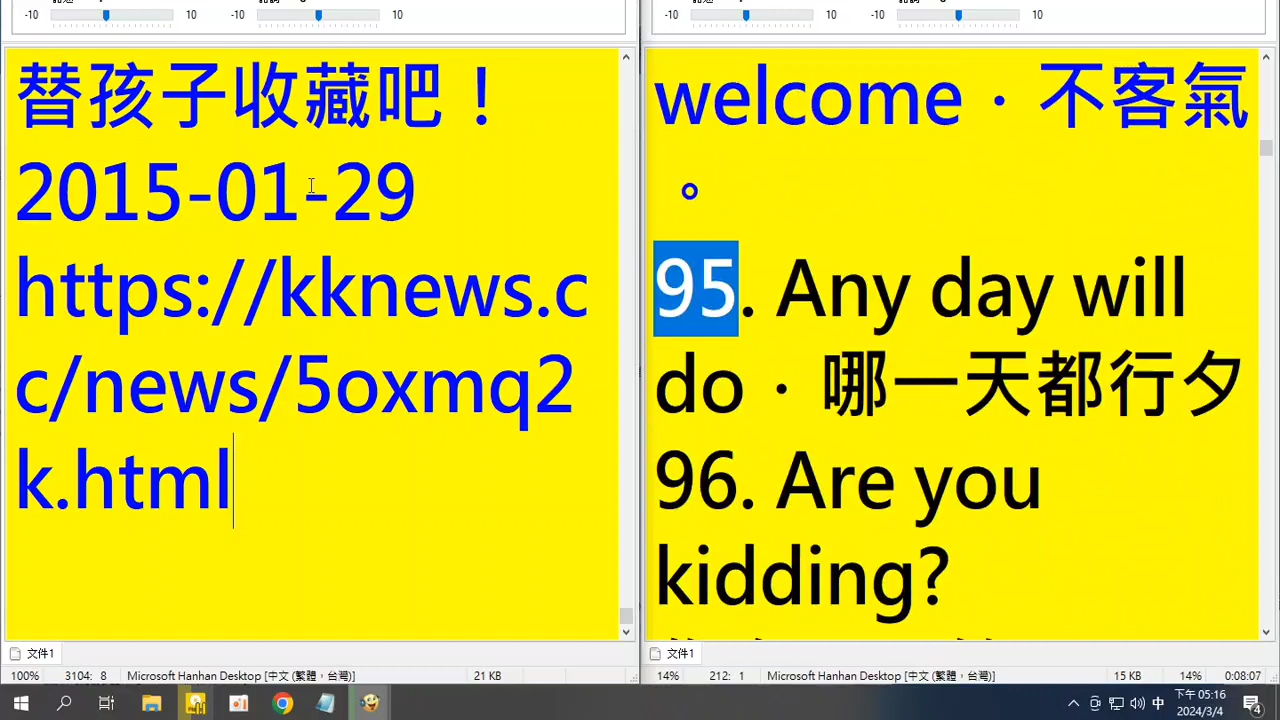 -10 10 -10 10
-10 10 -10 10
替孩子收藏吧！
2015-01-29
https://kknews.c
c/news/5oxmq2
k.html
welcome．不客氣
。
95. Any day will
do．哪一天都行夕
96. Are you
kidding?
文件1
文件1
100% 3104: 8 Microsoft Hanhan Desktop [中文 (繁體，台灣)] 21 KB
14% 212: 1 Microsoft Hanhan Desktop [中文 (繁體，台灣)] 15 KB 14% 0:08:07
中 下午 05:16
2024/3/4
4